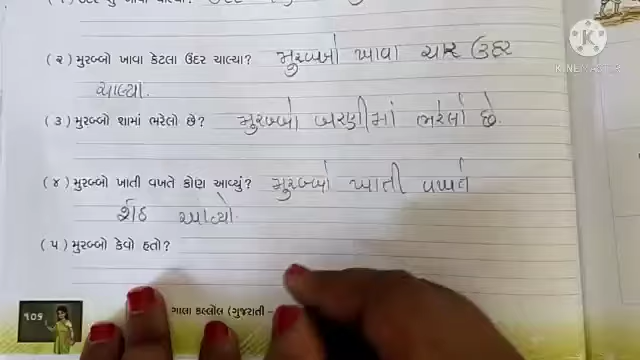 (૨) મુરબ્બો ખાવા કેટલા ઉંદર ચાલ્યા? મુરબ્બો ખાવા ચાર ઉંદર
ચાલ્યા.
(૩) મુરબ્બો શામાં ભરેલો છે? મુરબ્બો બરણીમાં ભરેલો છે.
(૪) મુરબ્બો ખાતી વખતે કોણ આવ્યું? મુરબ્બો ખાતી વખતે
શેઠ આવ્યો.
(૫) મુરબ્બો કેવો હતો?
ગાલા કલ્લોલ (ગુજરાતી -
KINEMASTER